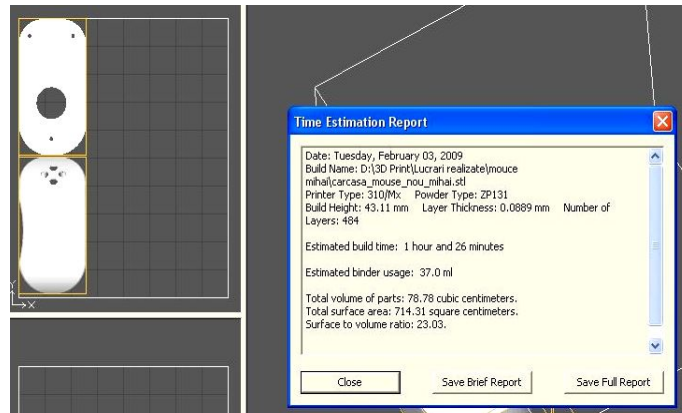 Time Estimation Report
Date: Tuesday, February 03, 2009
Build Name: D:\3D Print\Lucrari realizate\mouce
mihai\carcasa_mouse_nou_mihai.stl
Printer Type: 310/Mx Powder Type: ZP131
Build Height: 43.11 mm Layer Thickness: 0.0889 mm Number of
Layers: 484
Estimated build time: 1 hour and 26 minutes
Estimated binder usage: 37.0 ml
Total volume of parts: 78.78 cubic centimeters.
Total surface area: 714.31 square centimeters.
Surface to volume ratio: 23.03.
Close Save Brief Report Save Full Report
Y
X